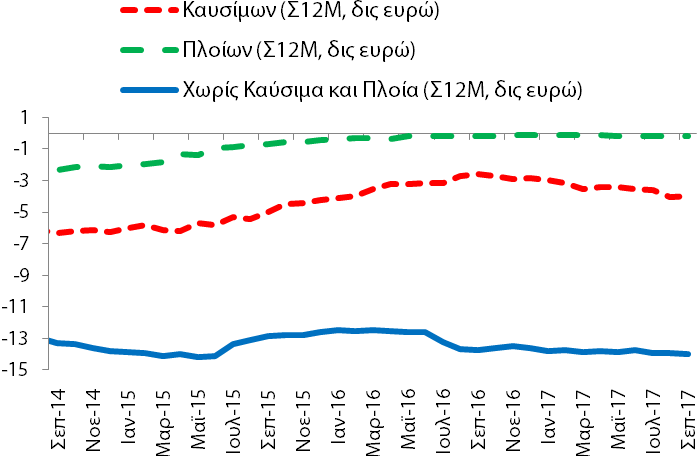 Καυσίμων (Σ12Μ, δις ευρώ)
Πλοίων (Σ12Μ, δις ευρώ)
Χωρίς Καύσιμα και Πλοία (Σ12Μ, δις ευρώ)
1
-1
-3
-5
-7
-9
-11
-13
-15
Σεπ-14
Νοε-14
Ιαν-15
Μαρ-15
Μαϊ-15
Ιουλ-15
Σεπ-15
Νοε-15
Ιαν-16
Μαρ-16
Μαϊ-16
Ιουλ-16
Σεπ-16
Νοε-16
Ιαν-17
Μαρ-17
Μαϊ-17
Ιουλ-17
Σεπ-17